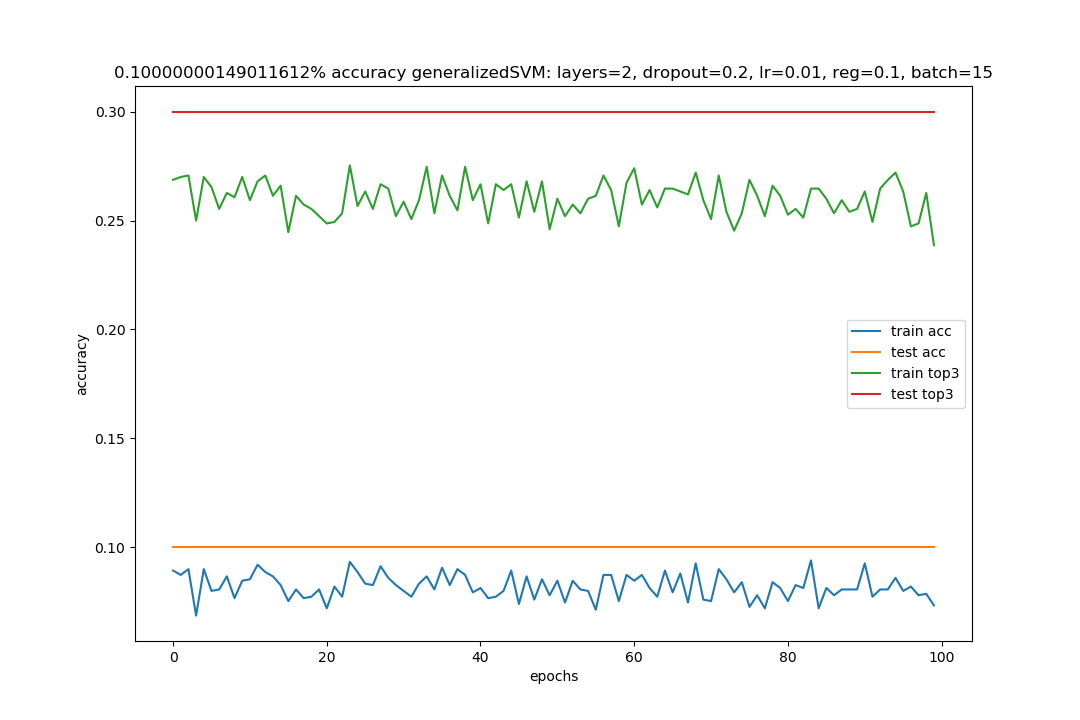 0.10000000149011612% accuracy generalizedSVM: layers=2, dropout=0.2, lr=0.01, reg=0.1, batch=15
0.30
0.25
0.20
0.15
0.10
accuracy
train acc
test acc
train top3
test top3
0 20 40 60 80 100
epochs